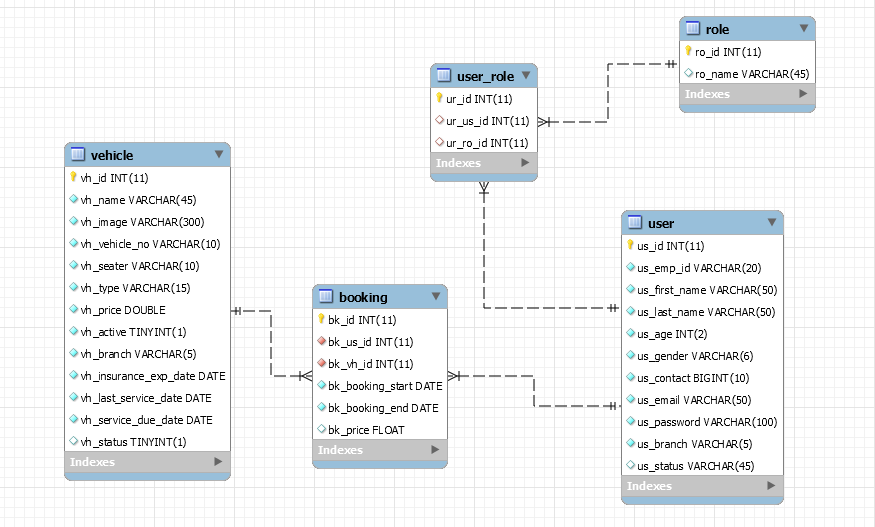 role
ro_id INT(11)
ro_name VARCHAR(45)
Indexes
user_role
ur_id INT(11)
ur_us_id INT(11)
ur_ro_id INT(11)
Indexes
vehicle
vh_id INT(11)
vh_name VARCHAR(45)
vh_image VARCHAR(300)
vh_vehicle_no VARCHAR(10)
vh_seater VARCHAR(10)
vh_type VARCHAR(15)
vh_price DOUBLE
vh_active TINYINT(1)
vh_branch VARCHAR(5)
vh_insurance_exp_date DATE
vh_last_service_date DATE
vh_service_due_date DATE
vh_status TINYINT(1)
Indexes
booking
bk_id INT(11)
bk_us_id INT(11)
bk_vh_id INT(11)
bk_booking_start DATE
bk_booking_end DATE
bk_price FLOAT
Indexes
user
us_id INT(11)
us_emp_id VARCHAR(20)
us_first_name VARCHAR(50)
us_last_name VARCHAR(50)
us_age INT(2)
us_gender VARCHAR(6)
us_contact BIGINT(10)
us_email VARCHAR(50)
us_password VARCHAR(100)
us_branch VARCHAR(5)
us_status VARCHAR(45)
Indexes